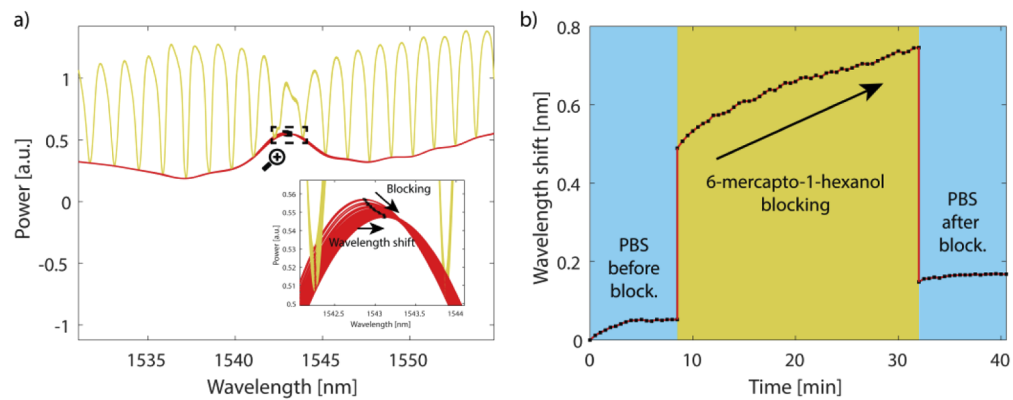 a)
Power [a.u.]
1
0.5
0
-0.5
-1
1535
1540
1545
1550
Wavelength [nm]
Blocking
Wavelength shift
Power [a.u.]
0.56
0.55
0.54
0.53
0.52
0.51
0.5
1542.5
1543
1543.5
1544
Wavelength [nm]
b)
Wavelength shift [nm]
0.8
0.6
0.4
0.2
0
PBS
before
block.
6-mercapto-1-hexanol
blocking
PBS
after
block.
0
10
20
30
40
Time [min]